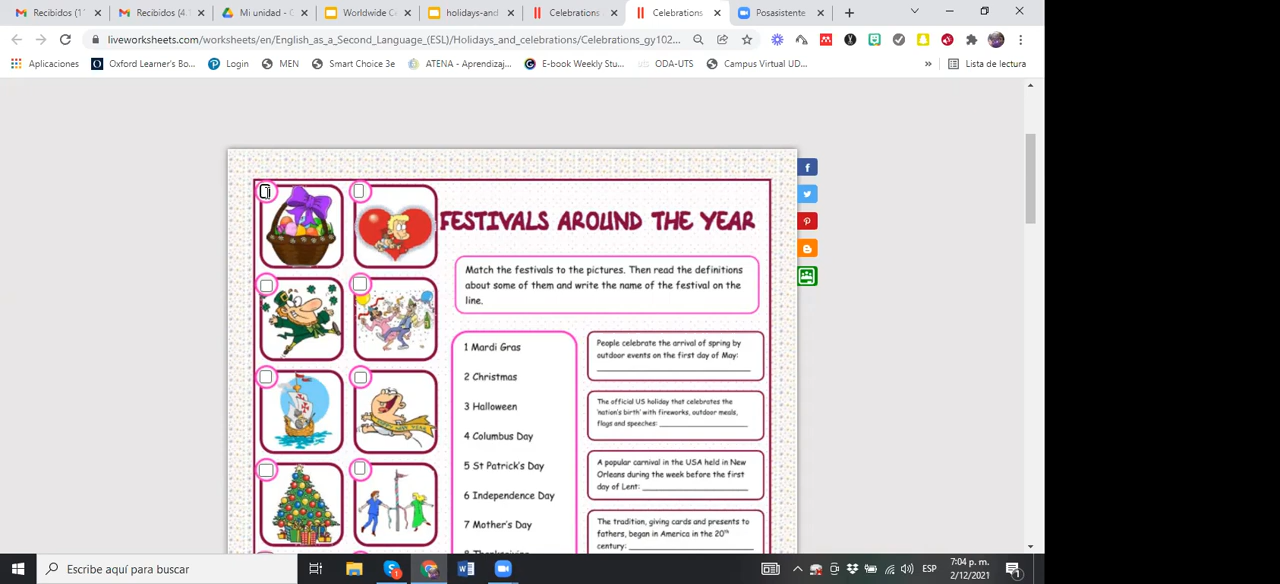 Recibidos (1
Recibidos (4.1
Mi unidad - G
Worldwide Ce
holidays-and-
Celebrations
Celebrations
Posasistente
liveworksheets.com/worksheets/en/English_as_a_Second_Language_(ESL)/Holidays_and_celebrations/Celebrations_gy102...
Aplicaciones
Oxford Learner's Bo...
Login
MEN
Smart Choice 3e
ATENA - Aprendizaj...
E-book Weekly Stu...
ODA-UTS
Campus Virtual UD...
»
Lista de lectura
FESTIVALS AROUND THE YEAR
Match the festivals to the pictures. Then read the definitions
about some of them and write the name of the festival on the
line.
1 Mardi Gras
2 Christmas
3 Halloween
4 Columbus Day
5 St Patrick's Day
6 Independence Day
7 Mother's Day
8 Thanksgiving
People celebrate the arrival of spring by
outdoor events on the first day of May:
The official US holiday that celebrates the
'nation's birth' with fireworks, outdoor meals,
flags and speeches:
A popular carnival in the USA held in New
Orleans during the week before the first
day of Lent:
The tradition, giving cards and presents to
fathers, began in America in the 20th
century:
Escribe aquí para buscar
ESP
7:04 p. m.
2/12/2021